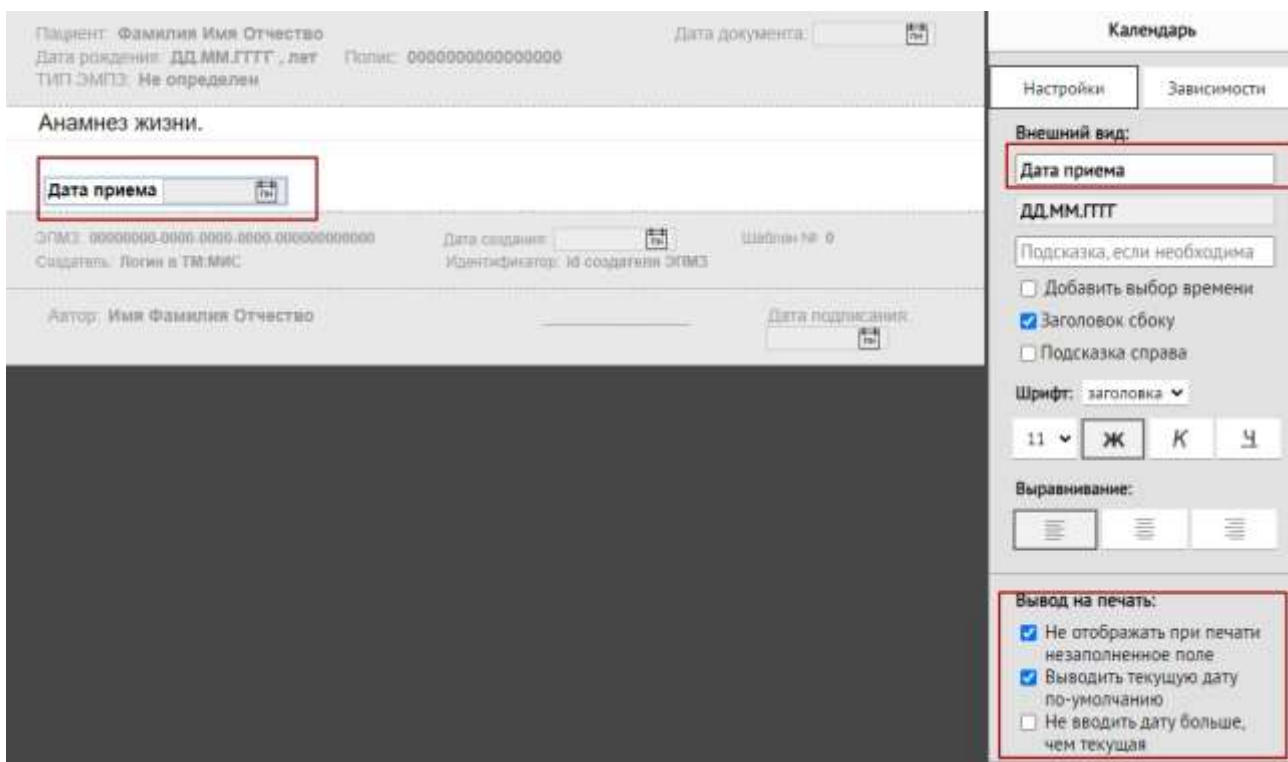 Пациент: Фамилия Имя Отчество
Дата документа:
Дата рождения: ДД.ММ.ГГГГ , лет Полис: 0000000000000000
ТИП ЭМПЗ: Не определен
Анамнез жизни.
Дата приема
ЭПМЗ: 00000000-0000-0000-0000-000000000000
Дата создания:
Шаблон № 0
Создатель: Логин в ТМ:МИС
Идентификатор: id создателя ЭПМЗ
Автор: Имя Фамилия Отчество
Дата подписания:
Календарь
Настройки
Зависимости
Внешний вид:
Дата приема
ДД.ММ.ГГГГ
Подсказка, если необходима
Добавить выбор времени
Заголовок сбоку
Подсказка справа
Шрифт: заголовка
11 Ж К Ч
Выравнивание:
Вывод на печать:
Не отображать при печати
незаполненное поле
Выводить текущую дату
по-умолчанию
Не вводить дату больше,
чем текущая